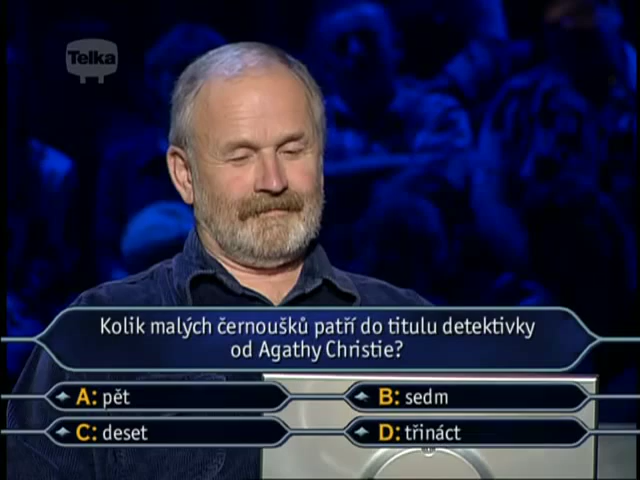 Telka
Kolik malých černoušků patří do titulu detektivky
od Agathy Christie?
A: pět
B: sedm
C: deset
D: třináct